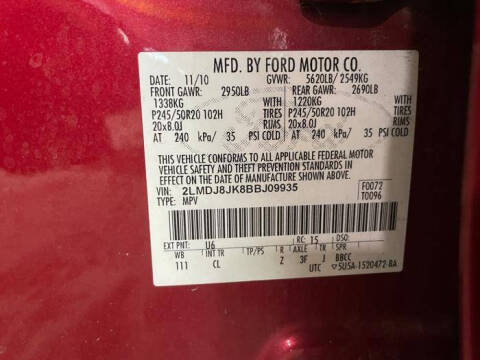 MFD. BY FORD MOTOR CO.
DATE: 11/10 GVWR: 5620LB/ 2549KG
FRONT GAWR: 2950LB REAR GAWR: 2690LB
1338KG WITH 1220KG WITH
P245/50R20 102H TIRES P245/50R20 102H TIRES
20x8.0J RIMS 20x8.0J RIMS
AT 240 kPa/ 35 PSI COLD AT 240 kPa/ 35 PSI COLD
THIS VEHICLE CONFORMS TO ALL APPLICABLE FEDERAL MOTOR
VEHICLE SAFETY AND THEFT PREVENTION STANDARDS IN
EFFECT ON THE DATE OF MANUFACTURE SHOWN ABOVE.
VIN: 2LMDJ8JK8BBJ09935 F0072
TYPE: MPV T0096
EXT PNT: U6 RC: 15 DSO:
WB INT TR TP/PS R AXLE TR SPR
111 CL Z 3F J BBCC
UTC 5U5A-1520472-BA